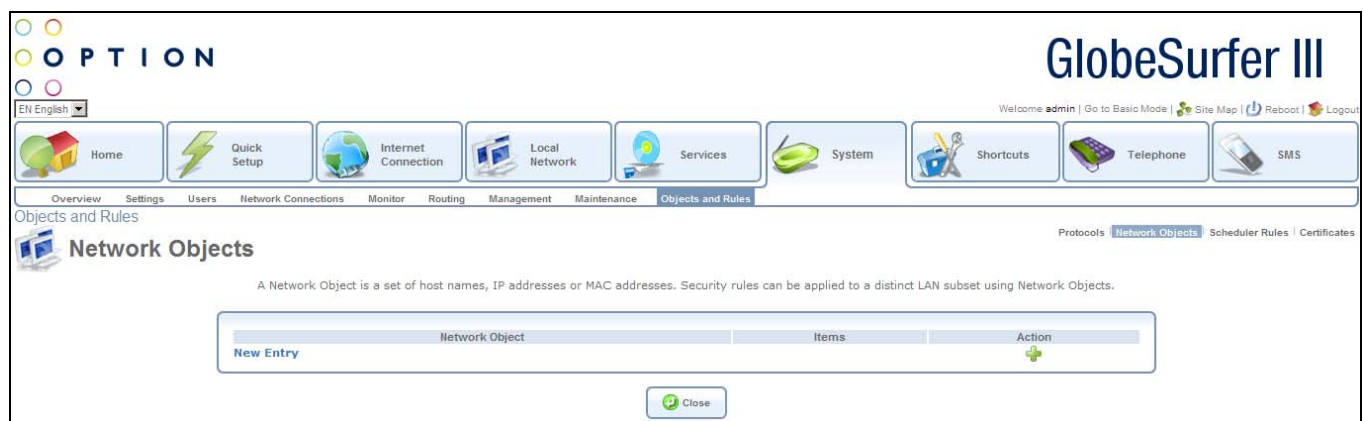 OPTION
GlobeSurfer III
EN English
Welcome admin | Go to Basic Mode | Site Map | Reboot | Logout
Home
Quick Setup
Internet Connection
Local Network
Services
System
Shortcuts
Telephone
SMS
Overview Settings Users Network Connections Monitor Routing Management Maintenance Objects and Rules
Objects and Rules
Protocols | Network Objects | Scheduler Rules | Certificates
Network Objects
A Network Object is a set of host names, IP addresses or MAC addresses. Security rules can be applied to a distinct LAN subset using Network Objects.
Network Object Items Action
New Entry
Close